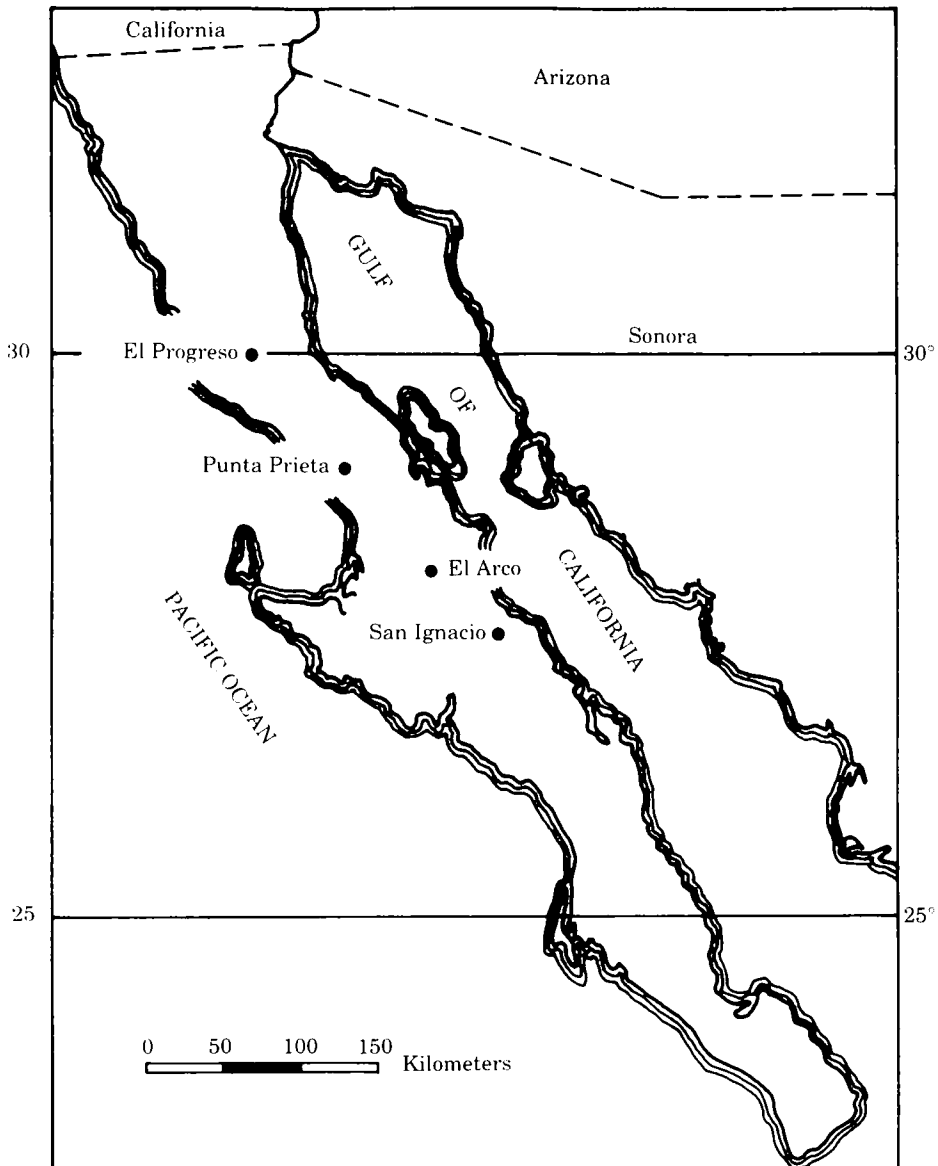 California
Arizona
GULF
OF
CALIFORNIA
Sonora
30
30°
El Progreso
Punta Prieta
El Arco
San Ignacio
PACIFIC OCEAN
25
25°
0 50 100 150
Kilometers